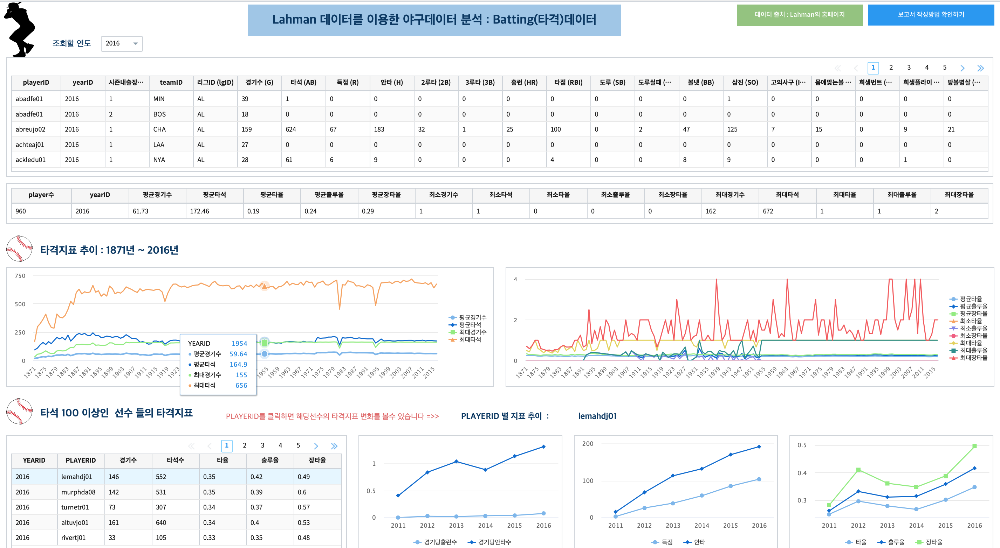 Lahman 데이터를 이용한 야구데이터 분석 : Batting(타격)데이터
데이터 출처 : Lahman의 홈페이지
보고서 작성방법 확인하기
조회할 연도 2016
1 2 3 4 5
playerID yearID 시즌내출장… teamID 리그ID (lgID) 경기수 (G) 타석 (AB) 득점 (R) 안타 (H) 2루타 (2B) 3루타 (3B) 홈런 (HR) 타점 (RBI) 도루 (SB) 도루실패 (… 볼넷 (BB) 삼진 (SO) 고의사구 (I… 몸에맞는볼 … 희생번트 (… 희생플라이 … 땅볼병살 (…
abadfe01 2016 1 MIN AL 39 1 0 0 0 0 0 0 0 0 0 1 0 0 0 0 0
abadfe01 2016 2 BOS AL 18 0 0 0 0 0 0 0 0 0 0 0 0 0 0 0 0
abreujo02 2016 1 CHA AL 159 624 67 183 32 1 25 100 0 2 47 125 7 15 0 9 21
achteaj01 2016 1 LAA AL 27 0 0 0 0 0 0 0 0 0 0 0 0 0 0 0 0
ackledu01 2016 1 NYA AL 28 61 6 9 0 0 0 4 0 0 8 9 0 0 0 1 0
player수 yearID 평균경기수 평균타석 평균타율 평균출루율 평균장타율 최소경기수 최소타석 최소타율 최소출루율 최소장타율 최대경기수 최대타석 최대타율 최대출루율 최대장타율
960 2016 61.73 172.46 0.19 0.24 0.29 1 1 0 0 0 162 672 1 1 2
타격지표 추이 : 1871년 ~ 2016년
750
500
250
0
1871 1875 1879 1883 1887 1891 1895 1899 1903 1907 1911 1915 1919 1923 1955 1959 1963 1967 1971 1975 1979 1983 1987 1991 1995 1999 2003 2007 2011 2015
YEARID 1954
평균경기수 59.64
평균타석 164.9
최대경기수 155
최대타석 656
평균경기수
평균타석
최대경기수
최대타석
4
2
0
1871 1875 1879 1883 1887 1891 1895 1899 1903 1907 1911 1915 1919 1923 1927 1931 1935 1939 1943 1947 1951 1955 1959 1963 1967 1971 1975 1979 1983 1987 1991 1995 1999 2003 2007 2011 2015
평균타율
평균출루율
평균장타율
최소타율
최소출루율
최소장타율
최대타율
최대출루율
최대장타율
타석 100 이상인 선수 들의 타격지표
PLAYERID를 클릭하면 해당선수의 타격지표 변화를 볼수 있습니다 =>>
PLAYERID 별 지표 추이 : lemahdj01
1 2 3 4 5
YEARID PLAYERID 경기수 타석수 타율 출루율 장타율
2016 lemahdj01 146 552 0.35 0.42 0.49
2016 murphda08 142 531 0.35 0.39 0.6
2016 turnetr01 73 307 0.34 0.37 0.57
2016 altuvjo01 161 640 0.34 0.4 0.53
2016 rivertj01 33 105 0.33 0.35 0.48
1
0.5
0
2011 2012 2013 2014 2015 2016
경기당홈런수 경기당안타수
200
100
0
2011 2012 2013 2014 2015 2016
득점 안타
0.5
0.4
0.3
2011 2012 2013 2014 2015 2016
타율 출루율 장타율